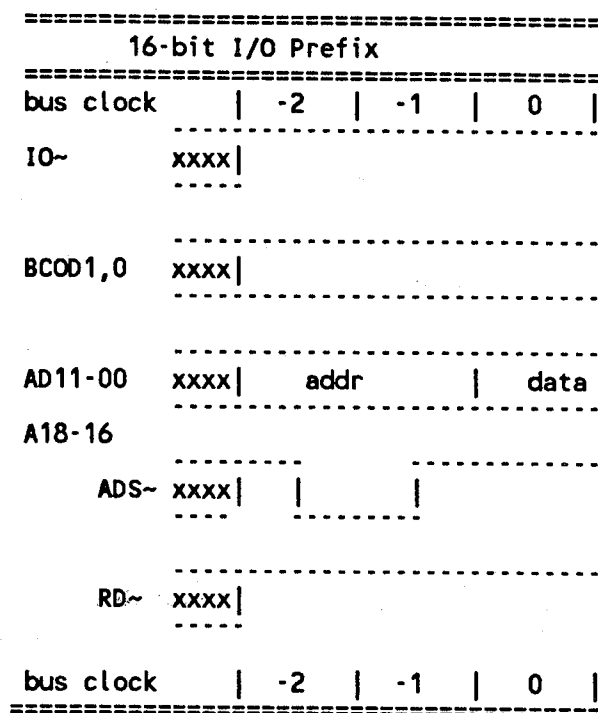 16-bit I/O Prefix
bus clock | -2 | -1 | 0 |
IO~ xxxx|
BCOD1,0 xxxx|
AD11-00 xxxx| addr | data
A18-16
ADS~ xxxx| | |
RD~ xxxx|
bus clock | -2 | -1 | 0 |